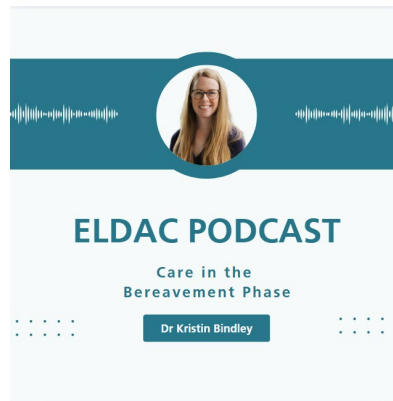 ELDAC PODCAST
Care in the
Bereavement Phase
Dr Kristin Bindley